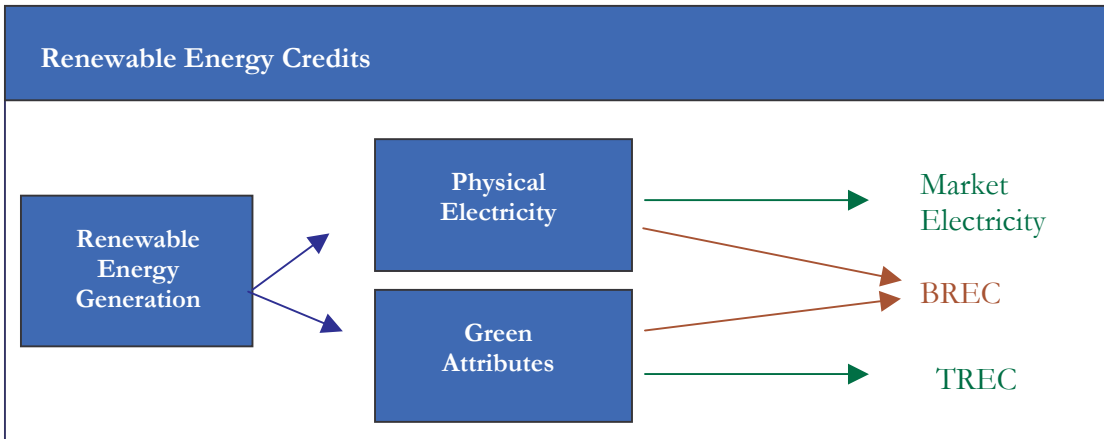 Renewable Energy Credits
Renewable
Energy
Generation
Physical
Electricity
Green
Attributes
Market
Electricity
BREC
TREC